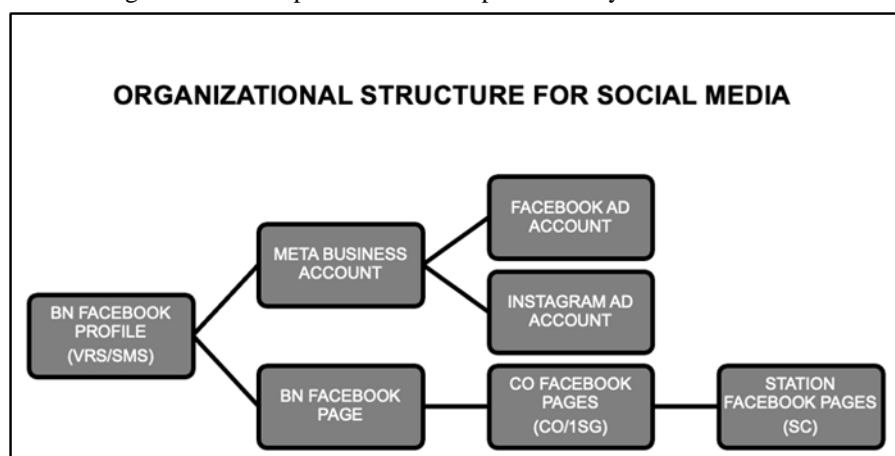 ORGANIZATIONAL STRUCTURE FOR SOCIAL MEDIA
FACEBOOK AD
ACCOUNT
META BUSINESS
ACCOUNT
INSTAGRAM AD
ACCOUNT
BN FACEBOOK
PROFILE
(VRS/SMS)
BN FACEBOOK
PAGE
CO FACEBOOK
PAGES
(CO/1SG)
STATION
FACEBOOK PAGES
(SC)